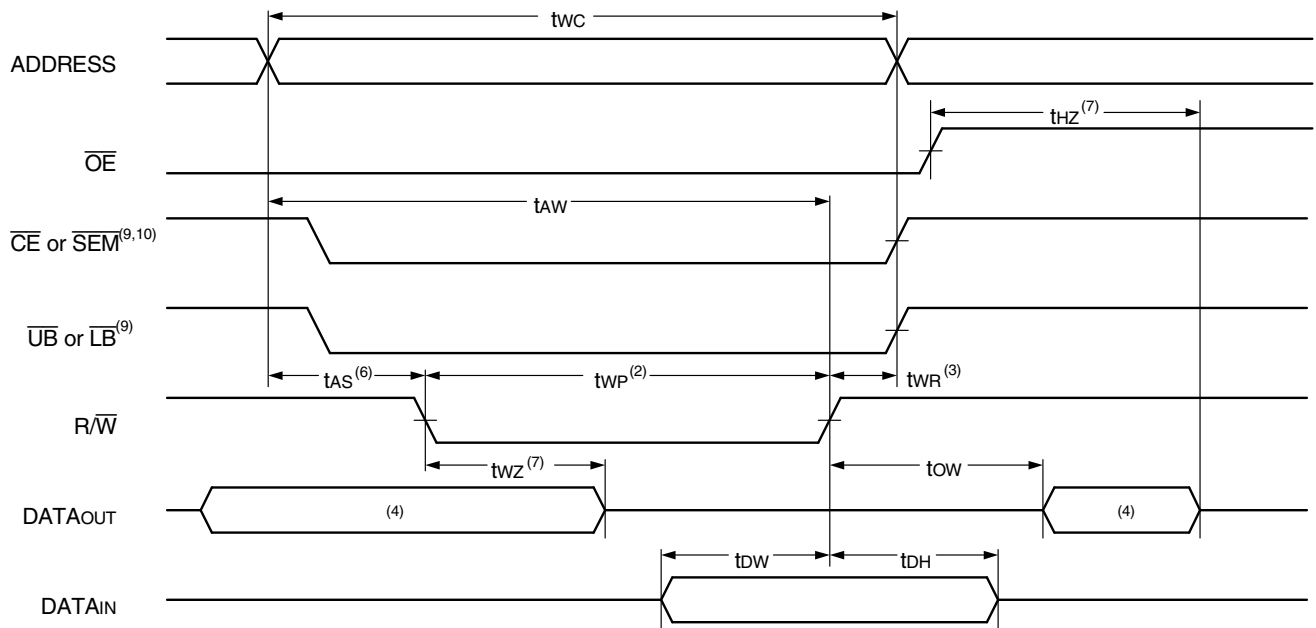 tWC
ADDRESS
tHZ(7)
OE
tAW
CE or SEM(9,10)
UB or LB(9)
tAS(6) tWP(2) tWR(3)
R/W
tWZ(7) tOW
DATAOUT (4) (4)
tDW tDH
DATAIN